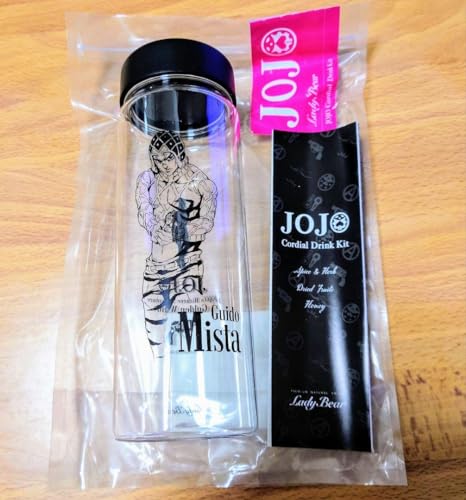 JOJO
Lady Bear
JOJO Cordial Drink Kit
JOJO
Cordial Drink Kit
Spice & Herb
Dried Fruits
Honey
Lady Bear
Guido
Mista